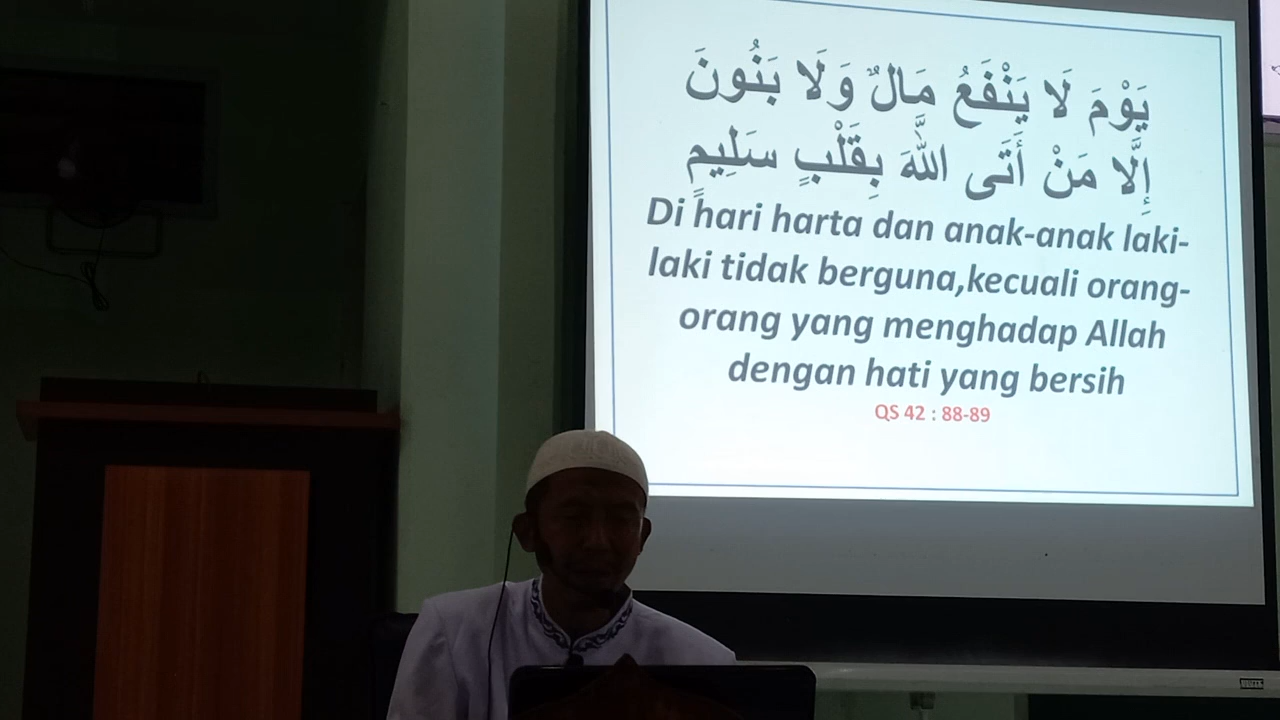 يَوْمَ لَا يَنْفَعُ مَالٌ وَلَا بَنُونَ
إِلَّا مَنْ أَتَى اللَّهَ بِقَلْبٍ سَلِيمٍ
Di hari harta dan anak-anak laki-
laki tidak berguna,kecuali orang-
orang yang menghadap Allah
dengan hati yang bersih
QS 42 : 88-89